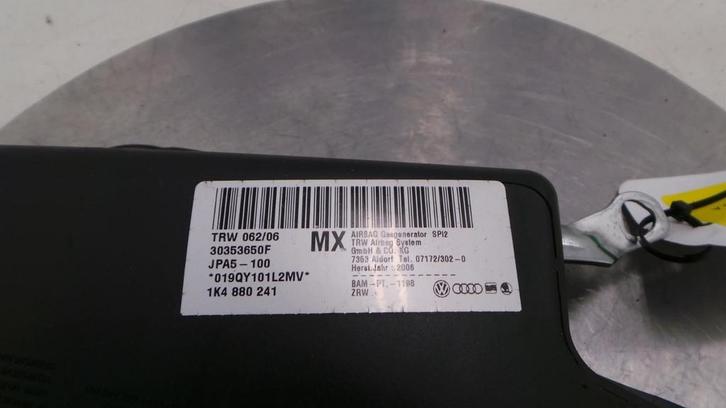 TRW 062/06
30353650F
JPA5-100
*019QY101L2MV*
1K4 880 241
MX
AIRBAG Gasgenerator SPI2
TRW Airbag System
GmbH & CO. KG
7353 Aldorf Tel. 07172/302-0
Herst.Jahr :2006
BAM-PT.-1198
ZRW